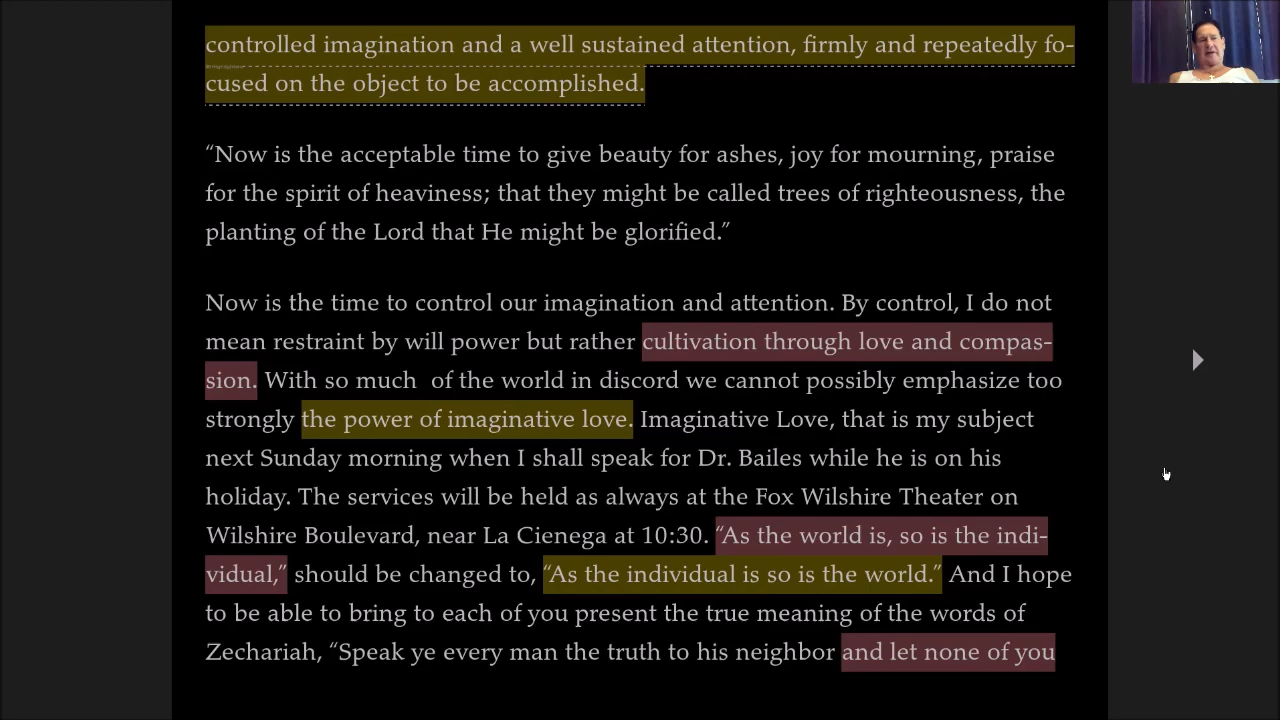 controlled imagination and a well sustained attention, firmly and repeatedly fo-
cused on the object to be accomplished.
“Now is the acceptable time to give beauty for ashes, joy for mourning, praise
for the spirit of heaviness; that they might be called trees of righteousness, the
planting of the Lord that He might be glorified.”
Now is the time to control our imagination and attention. By control, I do not
mean restraint by will power but rather cultivation through love and compas-
sion. With so much of the world in discord we cannot possibly emphasize too
strongly the power of imaginative love. Imaginative Love, that is my subject
next Sunday morning when I shall speak for Dr. Bailes while he is on his
holiday. The services will be held as always at the Fox Wilshire Theater on
Wilshire Boulevard, near La Cienega at 10:30. “As the world is, so is the indi-
vidual,” should be changed to, “As the individual is so is the world.” And I hope
to be able to bring to each of you present the true meaning of the words of
Zechariah, “Speak ye every man the truth to his neighbor and let none of you